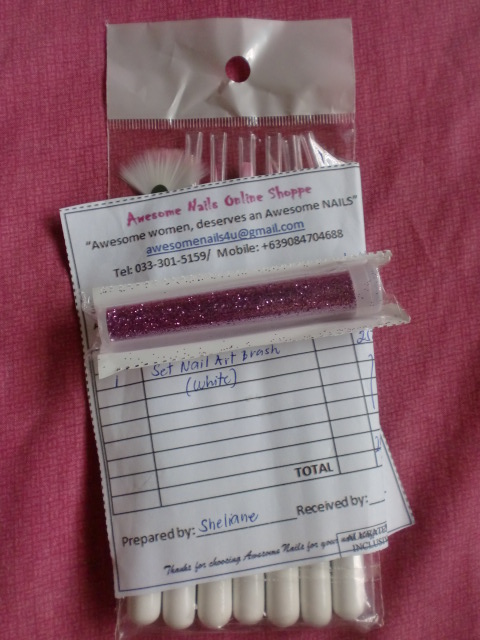 Awesome Nails Online Shoppe
"Awesome women, deserves an Awesome NAILS"
awesomenails4u@gmail.com
Tel: 033-301-5159/ Mobile: +639084704688
1 Set Nail Art Brush
(White)
TOTAL
Prepared by: Sheliane Received by:
Thanks for choosing Awesome Nails for your